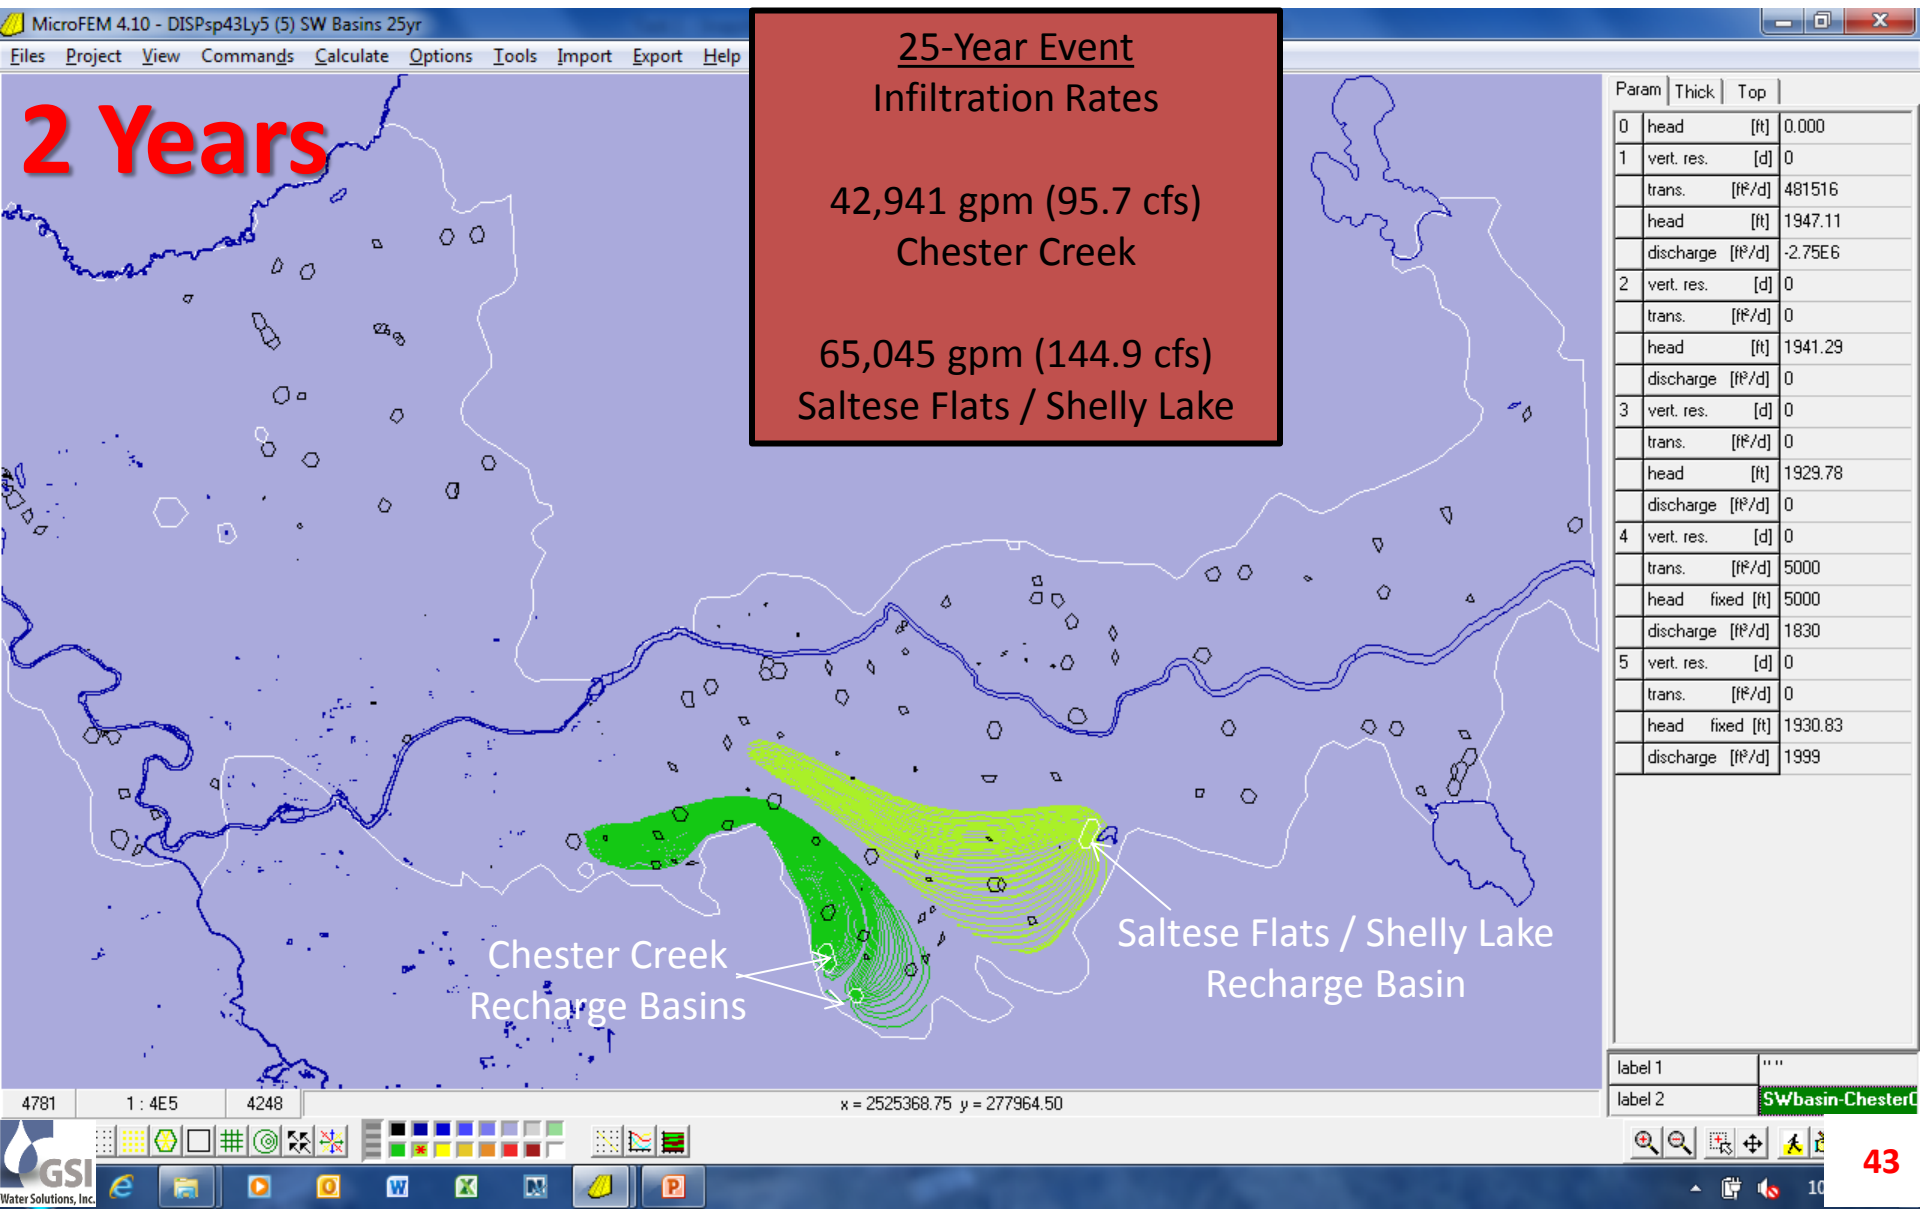 MicroFEM 4.10 - DISPsp43Ly5 (5) SW Basins 25yr
Files Project View Commands Calculate Options Tools Import Export Help
2 Years
25-Year Event
Infiltration Rates
42,941 gpm (95.7 cfs)
Chester Creek
65,045 gpm (144.9 cfs)
Saltese Flats / Shelly Lake
Chester Creek
Recharge Basins
Saltese Flats / Shelly Lake
Recharge Basin
Param Thick Top
0 head [ft] 0.000
1 vert. res. [d] 0
trans. [ft²/d] 481516
head [ft] 1947.11
discharge [ft³/d] -2.75E6
2 vert. res. [d] 0
trans. [ft²/d] 0
head [ft] 1941.29
discharge [ft³/d] 0
3 vert. res. [d] 0
trans. [ft²/d] 0
head [ft] 1929.78
discharge [ft³/d] 0
4 vert. res. [d] 0
trans. [ft²/d] 5000
head fixed [ft] 5000
discharge [ft³/d] 1830
5 vert. res. [d] 0
trans. [ft²/d] 0
head fixed [ft] 1930.83
discharge [ft³/d] 1999
label 1 ""
label 2 SWbasin-ChesterC
4781 1 : 4E5 4248 x = 2525368.75 y = 277964.50
GSI
Water Solutions, Inc.
10
43